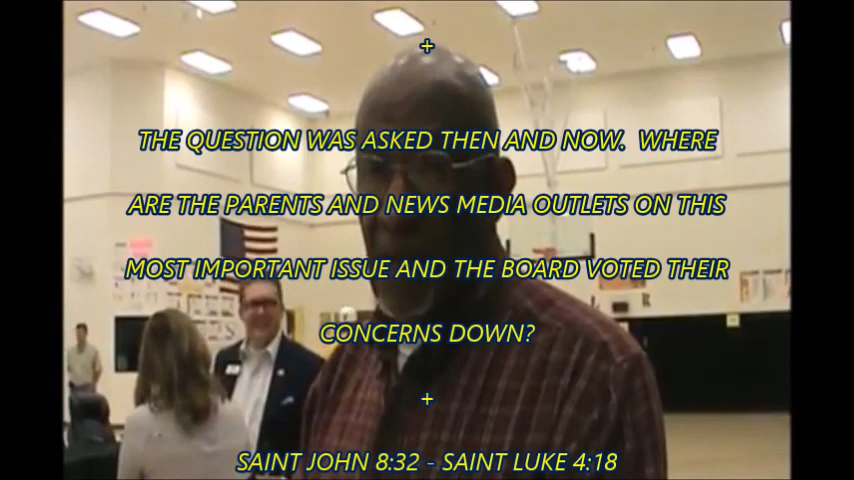 +
THE QUESTION WAS ASKED THEN AND NOW. WHERE
ARE THE PARENTS AND NEWS MEDIA OUTLETS ON THIS
MOST IMPORTANT ISSUE AND THE BOARD VOTED THEIR
CONCERNS DOWN?
+
SAINT JOHN 8:32 - SAINT LUKE 4:18